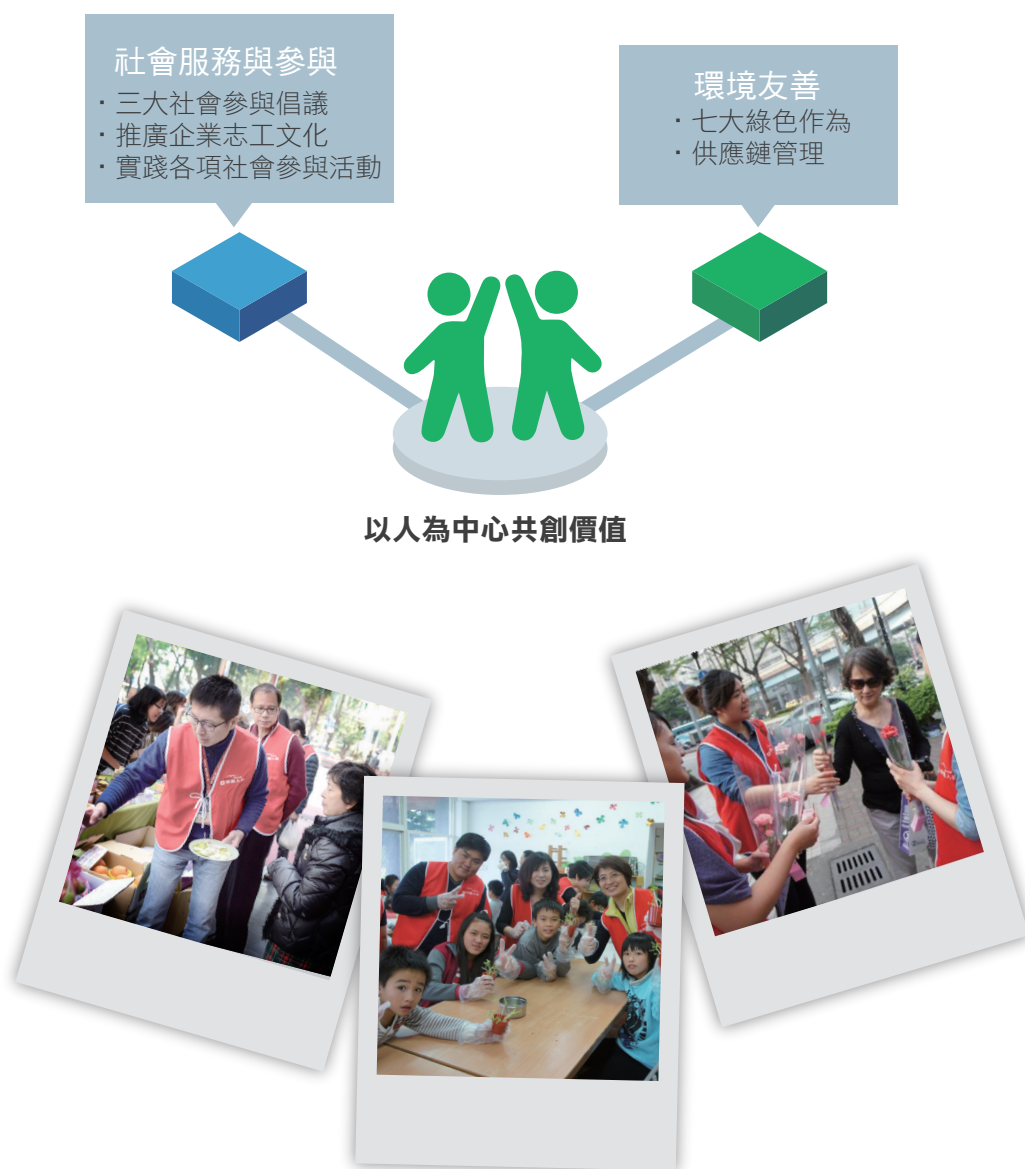 社會服務與參與
・三大社會參與倡議
・推廣企業志工文化
・實踐各項社會參與活動
環境友善
・七大綠色作為
・供應鏈管理
以人為中心共創價值